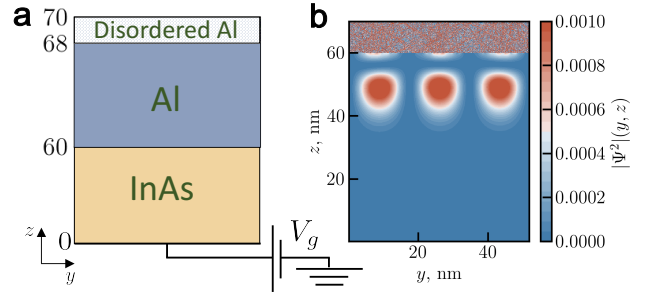 a
70
68
60
0
Disordered Al
Al
InAs
z
y
V_g
b
60
40
20
z, nm
20
40
y, nm
0.0010
0.0008
0.0006
0.0004
0.0002
0.0000
|Ψ²|(y, z)